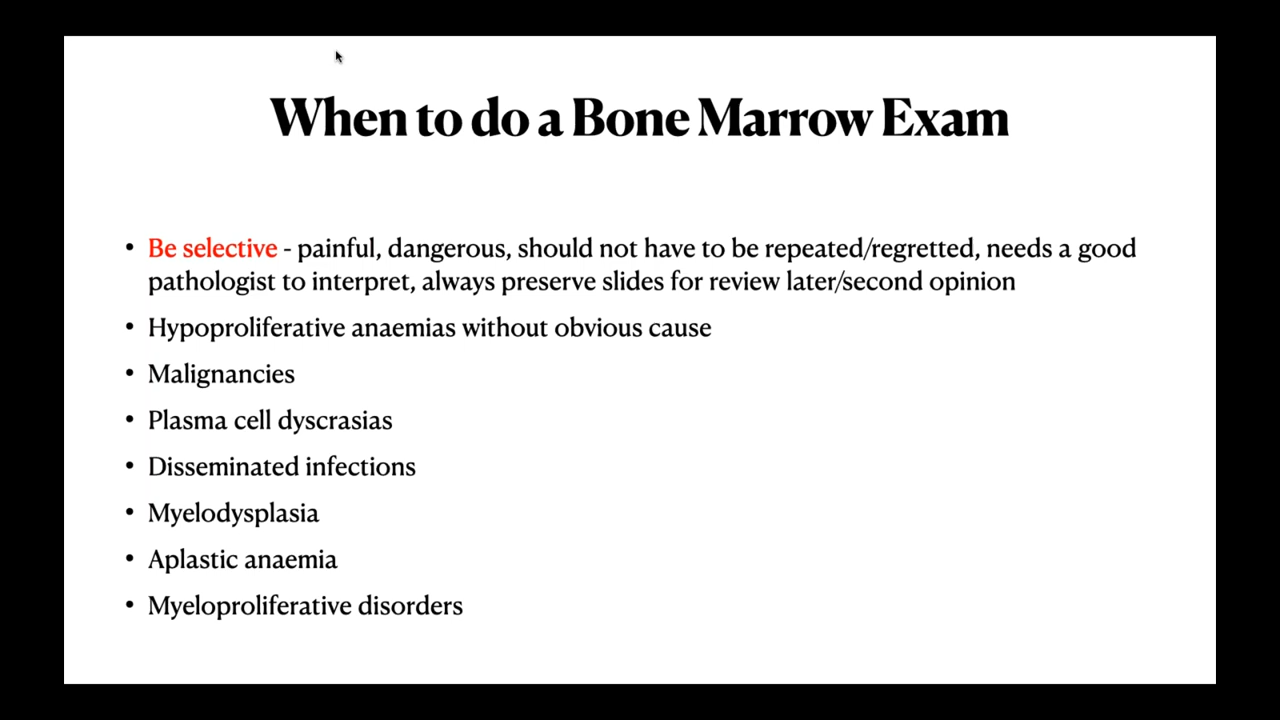 When to do a Bone Marrow Exam
• Be selective - painful, dangerous, should not have to be repeated/regretted, needs a good
pathologist to interpret, always preserve slides for review later/second opinion
• Hypoproliferative anaemias without obvious cause
• Malignancies
• Plasma cell dyscrasias
• Disseminated infections
• Myelodysplasia
• Aplastic anaemia
• Myeloproliferative disorders